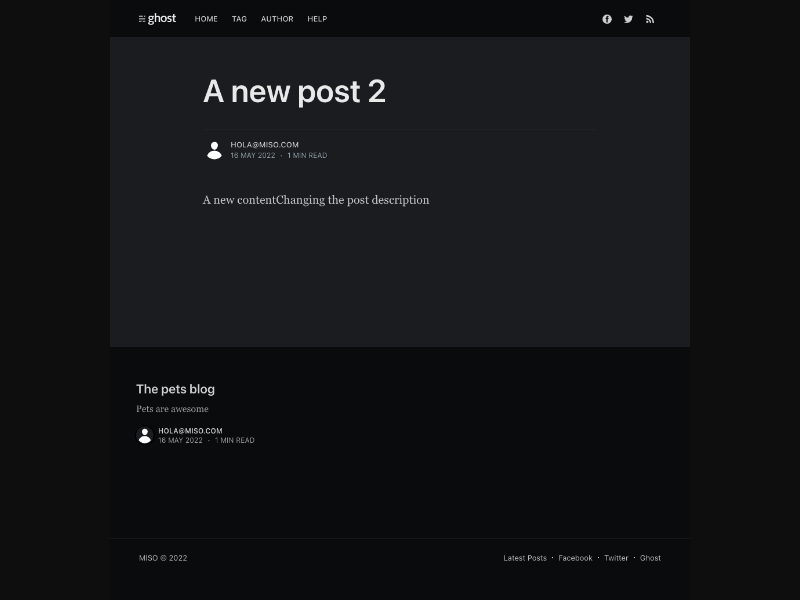 ghost HOME TAG AUTHOR HELP
A new post 2
HOLA@MISO.COM
16 MAY 2022 • 1 MIN READ
A new contentChanging the post description
The pets blog
Pets are awesome
HOLA@MISO.COM
16 MAY 2022 • 1 MIN READ
MISO © 2022 Latest Posts • Facebook • Twitter • Ghost